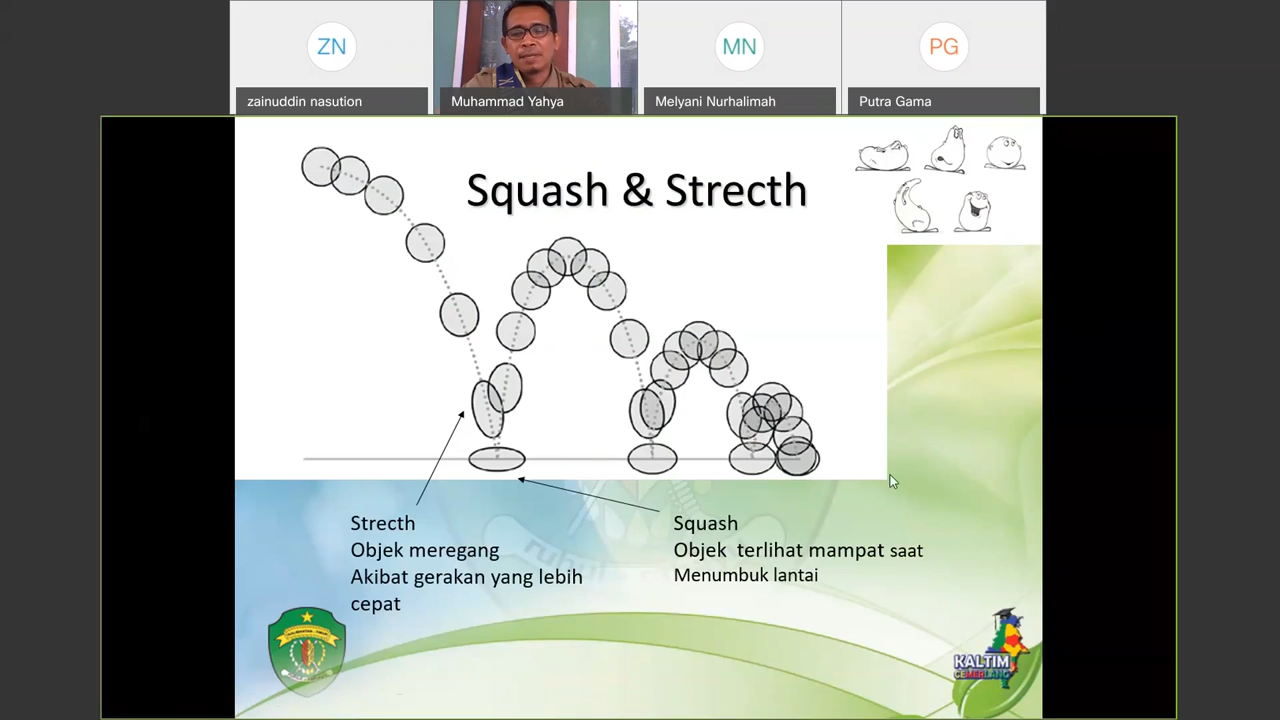 ZN
MN
PG
zainuddin nasution
Muhammad Yahya
Melyani Nurhalimah
Putra Gama
Squash & Strecth
Strecth
Objek meregang
Akibat gerakan yang lebih
cepat
Squash
Objek terlihat mampat saat
Menumbuk lantai
KALTIM
CEMERLANG